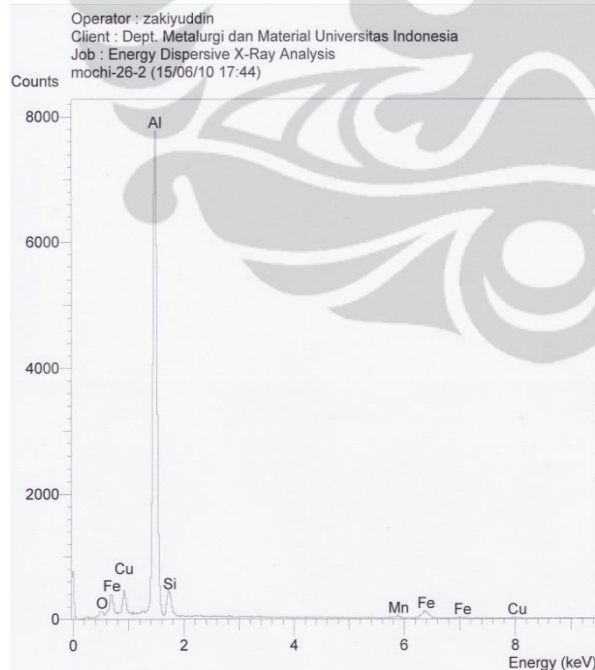 Operator : zakiyuddin
Client : Dept. Metalurgi dan Material Universitas Indonesia
Job : Energy Dispersive X-Ray Analysis
mochi-26-2 (15/06/10 17:44)
Counts
8000
Al
6000
4000
2000
Cu
Fe
O
Si
Mn
Fe
Fe
Cu
0
0
2
4
6
8
Energy (keV)